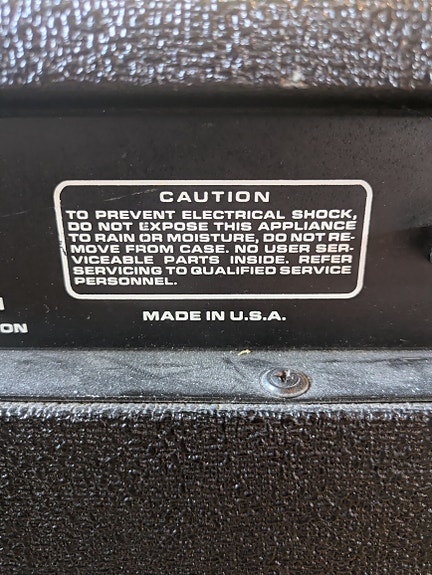 CAUTION
TO PREVENT ELECTRICAL SHOCK,
DO NOT EXPOSE THIS APPLIANCE
TO RAIN OR MOISTURE, DO NOT RE-
MOVE FROM CASE. NO USER SER-
VICEABLE PARTS INSIDE. REFER
SERVICING TO QUALIFIED SERVICE
PERSONNEL.
ON
MADE IN U.S.A.